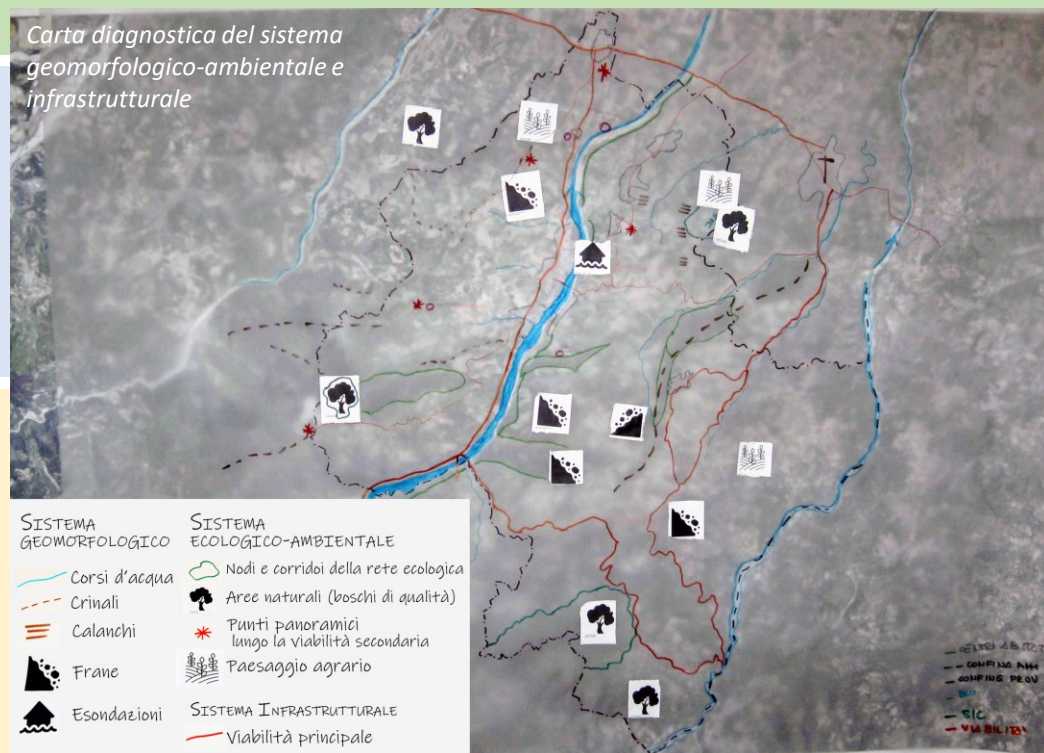 Carta diagnostica del sistema
geomorfologico-ambientale e
infrastrutturale
SISTEMA
GEOMORFOLOGICO
Corsi d'acqua
Crinali
Calanchi
Frane
Esondazioni
SISTEMA
ECOLOGICO-AMBIENTALE
Nodi e corridoi della rete ecologica
Aree naturali (boschi di qualità)
Punti panoramici
lungo la viabilità secondaria
Paesaggio agrario
SISTEMA INFRASTRUTTURALE
Viabilità principale
CENTRI
CONFINE
CONFINE PROV
SIC
VIABILITÀ